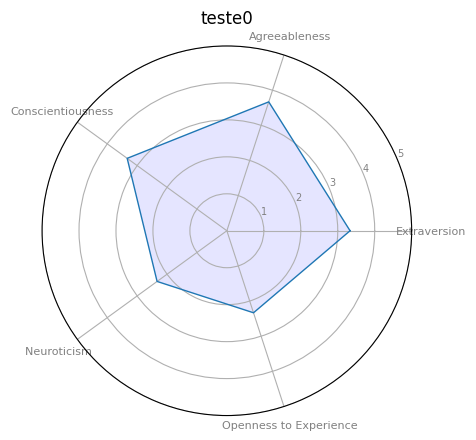 teste0
Agreeableness
Conscientiousness
5
4
3
2
1
Extraversion
Neuroticism
Openness to Experience